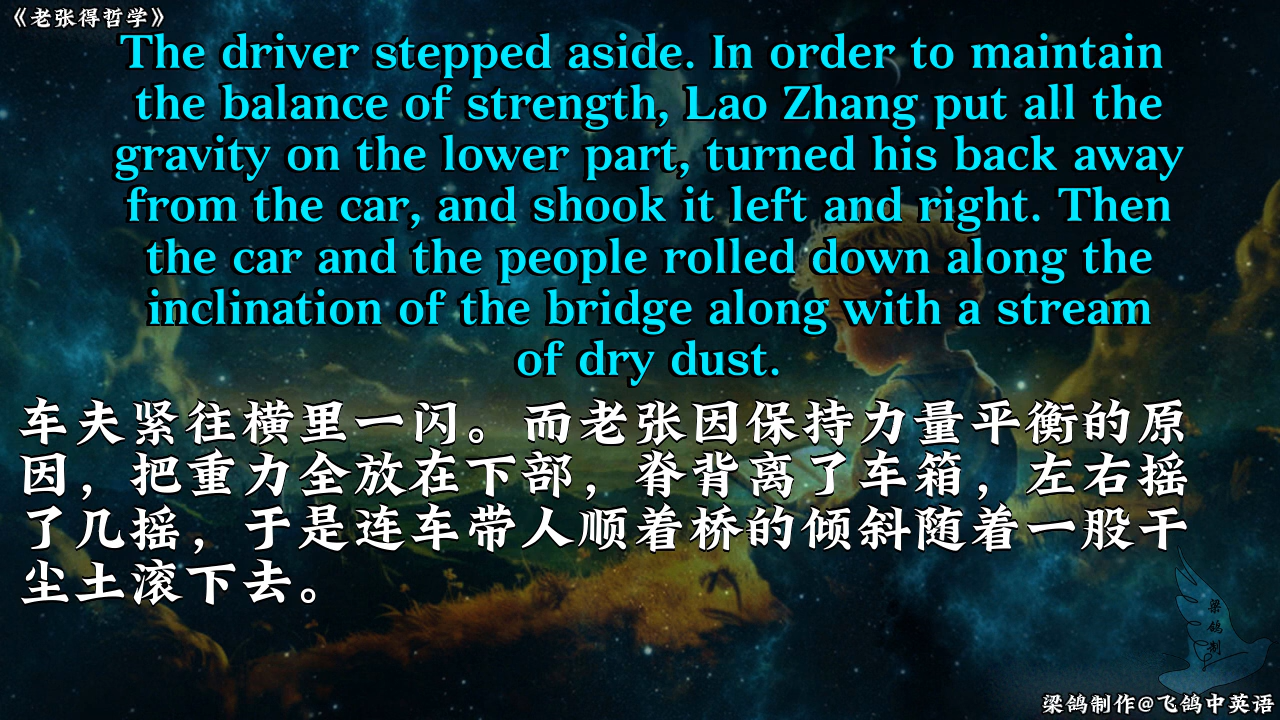 《老张得哲学》
The driver stepped aside. In order to maintain
the balance of strength, Lao Zhang put all the
gravity on the lower part, turned his back away
from the car, and shook it left and right. Then
the car and the people rolled down along the
inclination of the bridge along with a stream
of dry dust.
车夫紧往横里一闪。而老张因保持力量平衡的原
因，把重力全放在下部，脊背离了车箱，左右摇
了几摇，于是连车带人顺着桥的倾斜随着一股干
尘土滚下去。
梁鸽制
梁鸽制作@飞鸽中英语